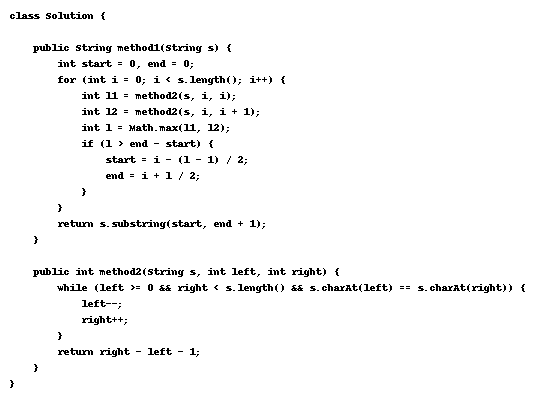 class Solution {
public String method1(String s) {
int start = 0, end = 0;
for (int i = 0; i < s.length(); i++) {
int l1 = method2(s, i, i);
int l2 = method2(s, i, i + 1);
int l = Math.max(l1, l2);
if (l > end - start) {
start = i - (l - 1) / 2;
end = i + l / 2;
}
}
return s.substring(start, end + 1);
}
public int method2(String s, int left, int right) {
while (left >= 0 && right < s.length() && s.charAt(left) == s.charAt(right)) {
left--;
right++;
}
return right - left - 1;
}
}